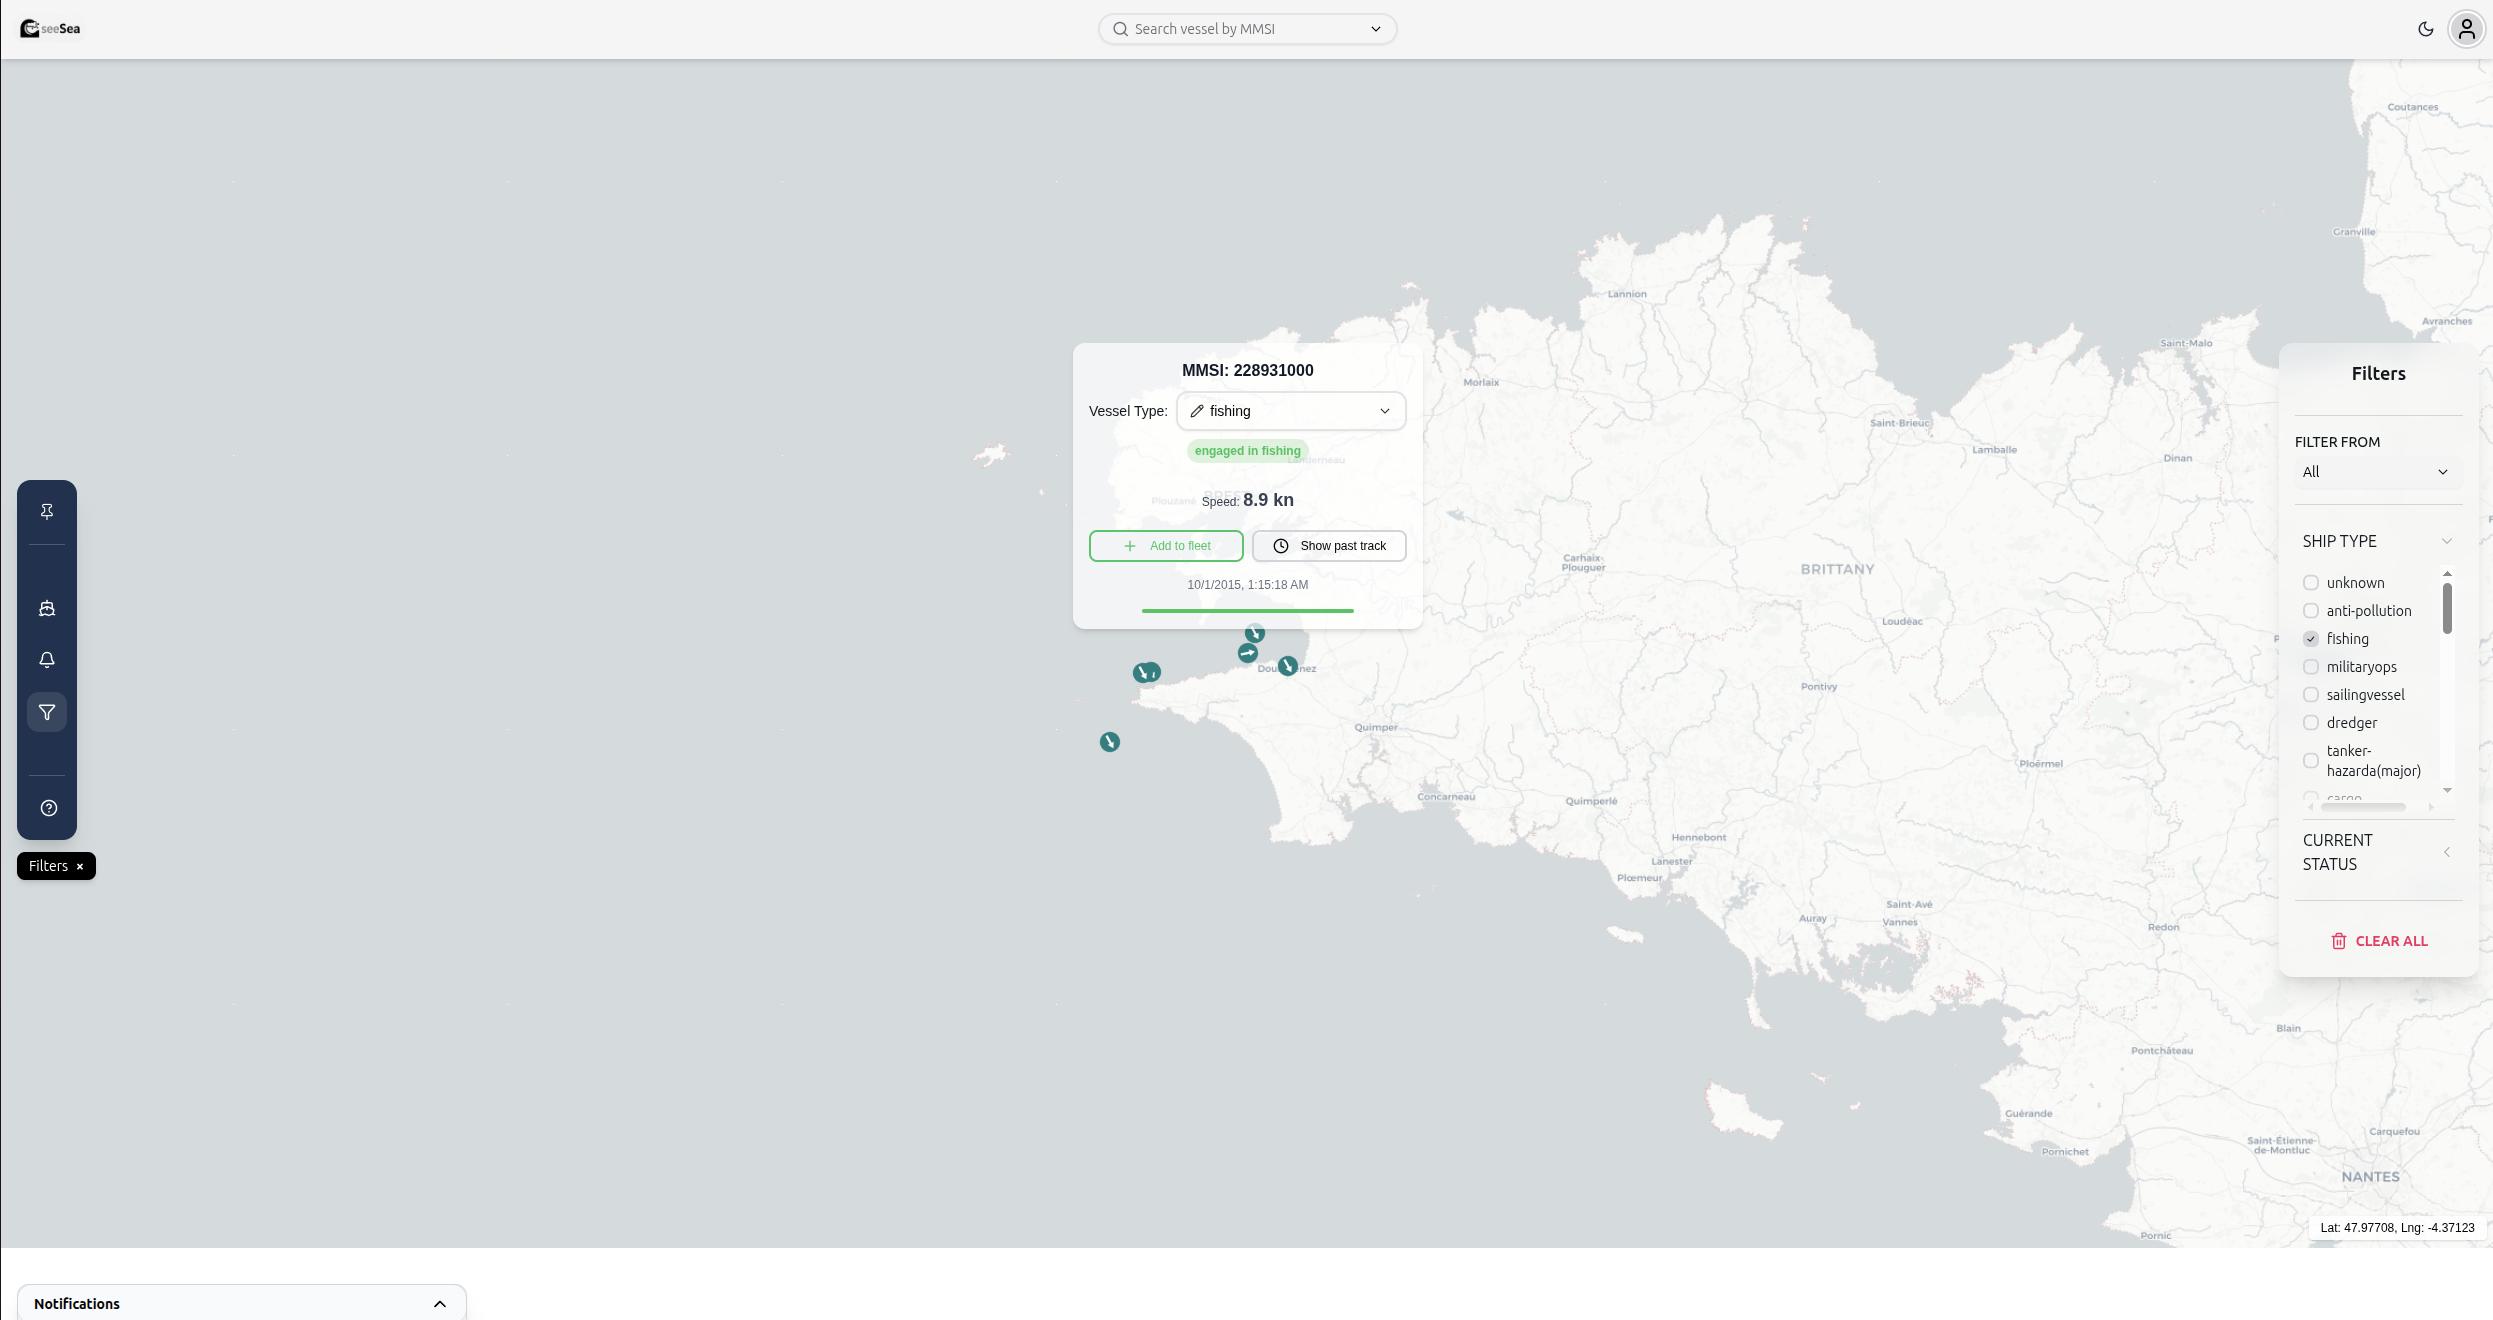 seeSea
Search vessel by MMSI
Coutances
Granville
Avranches
Saint-Malo
Lannion
Morlaix
Saint-Brieuc
Lamballe
Dinan
MMSI: 228931000
Vessel Type: fishing
engaged in fishing
Landerneau
Plouzané
BREST
Speed: 8.9 kn
Add to fleet
Show past track
10/1/2015, 1:15:18 AM
Carhaix-
Plouguer
BRITTANY
Loudéac
Pontivy
Quimper
Ploërmel
Concarneau
Quimperlé
Hennebont
Lanester
Plœmeur
Saint-Avé
Auray
Vannes
Redon
Blain
Pontchâteau
Guérande
Carquefou
Saint-Étienne-
de-Montluc
Pornichet
NANTES
Pornic
Filters
FILTER FROM
All
SHIP TYPE
unknown
anti-pollution
fishing
militaryops
sailingvessel
dredger
tanker-
hazarda(major)
cargo
CURRENT
STATUS
CLEAR ALL
Filters ×
Lat: 47.97708, Lng: -4.37123
Notifications